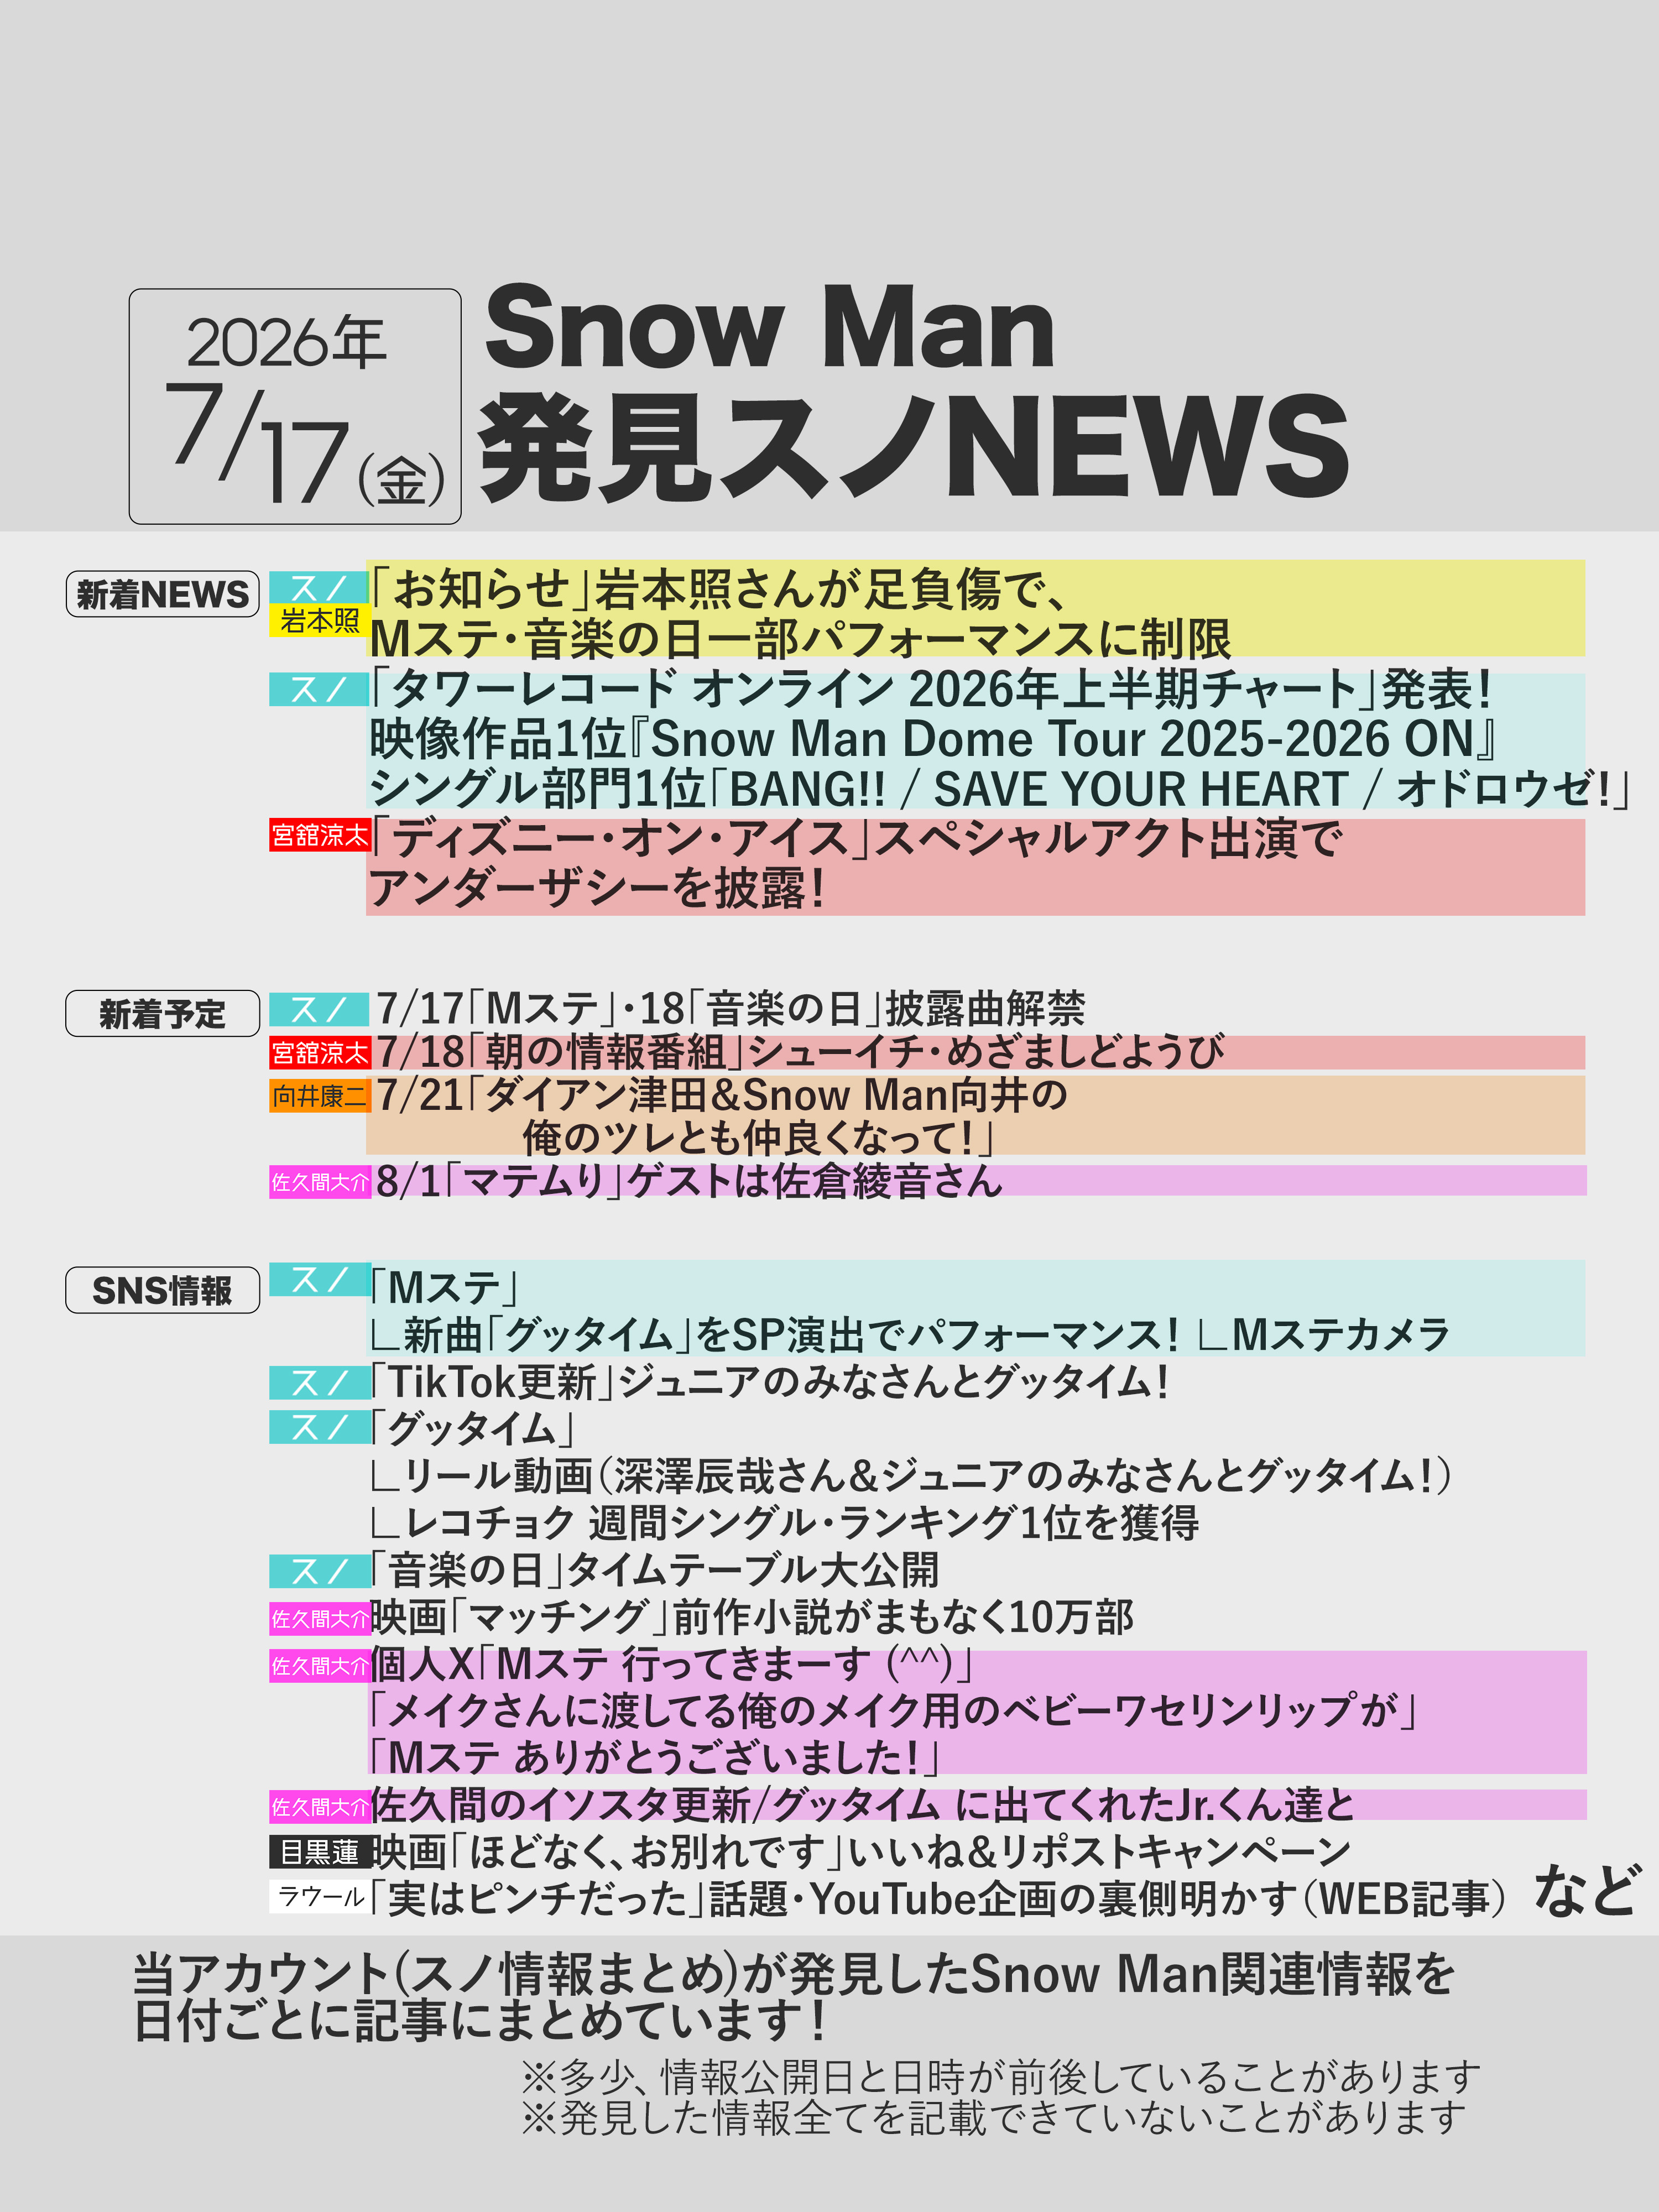 2026年
7/17(金)
Snow Man
発見スノNEWS
新着NEWS
スノ
岩本照
「お知らせ」岩本照さんが足負傷で、
Mステ・音楽の日一部パフォーマンスに制限
スノ
「タワーレコード オンライン 2026年上半期チャート」発表！
映像作品1位『Snow Man Dome Tour 2025-2026 ON』
シングル部門1位「BANG!! / SAVE YOUR HEART / オドロウゼ!」
宮舘涼太
「ディズニー・オン・アイス」スペシャルアクト出演で
アンダーザシーを披露！
新着予定
スノ
7/17「Mステ」・18「音楽の日」披露曲解禁
宮舘涼太
7/18「朝の情報番組」シューイチ・めざましどようび
向井康二
7/21「ダイアン津田&Snow Man向井の
俺のツレとも仲良くなって！」
佐久間大介
8/1「マテムり」ゲストは佐倉綾音さん
SNS情報
スノ
「Mステ」
∟新曲「グッタイム」をSP演出でパフォーマンス！ ∟Mステカメラ
スノ
「TikTok更新」ジュニアのみなさんとグッタイム！
スノ
「グッタイム」
∟リール動画（深澤辰哉さん&ジュニアのみなさんとグッタイム！）
∟レコチョク 週間シングル・ランキング1位を獲得
スノ
「音楽の日」タイムテーブル大公開
佐久間大介
映画「マッチング」前作小説がまもなく10万部
佐久間大介
個人X「Mステ 行ってきまーす (^^)」
「メイクさんに渡してる俺のメイク用のベビーワセリンリップが」
「Mステ ありがとうございました！」
佐久間大介
佐久間のイソスタ更新/グッタイム に出てくれたJr.くん達と
目黒蓮
映画「ほどなく、お別れです」いいね&リポストキャンペーン
ラウール
「実はピンチだった」話題・YouTube企画の裏側明かす（WEB記事） など
当アカウント(スノ情報まとめ)が発見したSnow Man関連情報を
日付ごとに記事にまとめています！
※多少、情報公開日と日時が前後していることがあります
※発見した情報全てを記載できていないことがあります